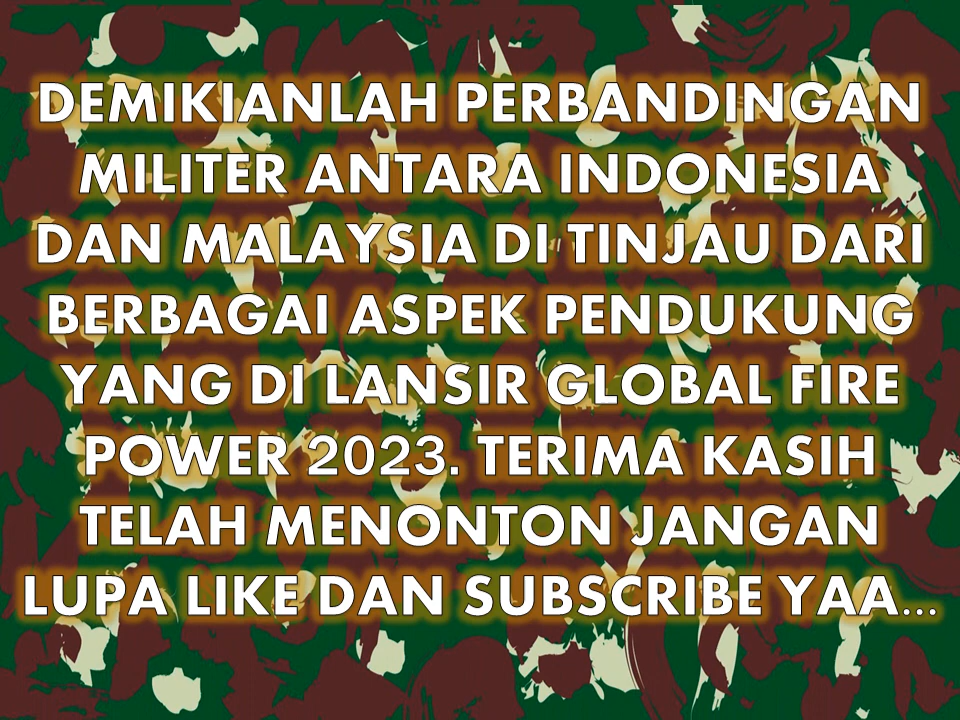 DEMIKIANLAH PERBANDINGAN
MILITER ANTARA INDONESIA
DAN MALAYSIA DI TINJAU DARI
BERBAGAI ASPEK PENDUKUNG
YANG DI LANSIR GLOBAL FIRE
POWER 2023. TERIMA KASIH
TELAH MENONTON JANGAN
LUPA LIKE DAN SUBSCRIBE YAA...